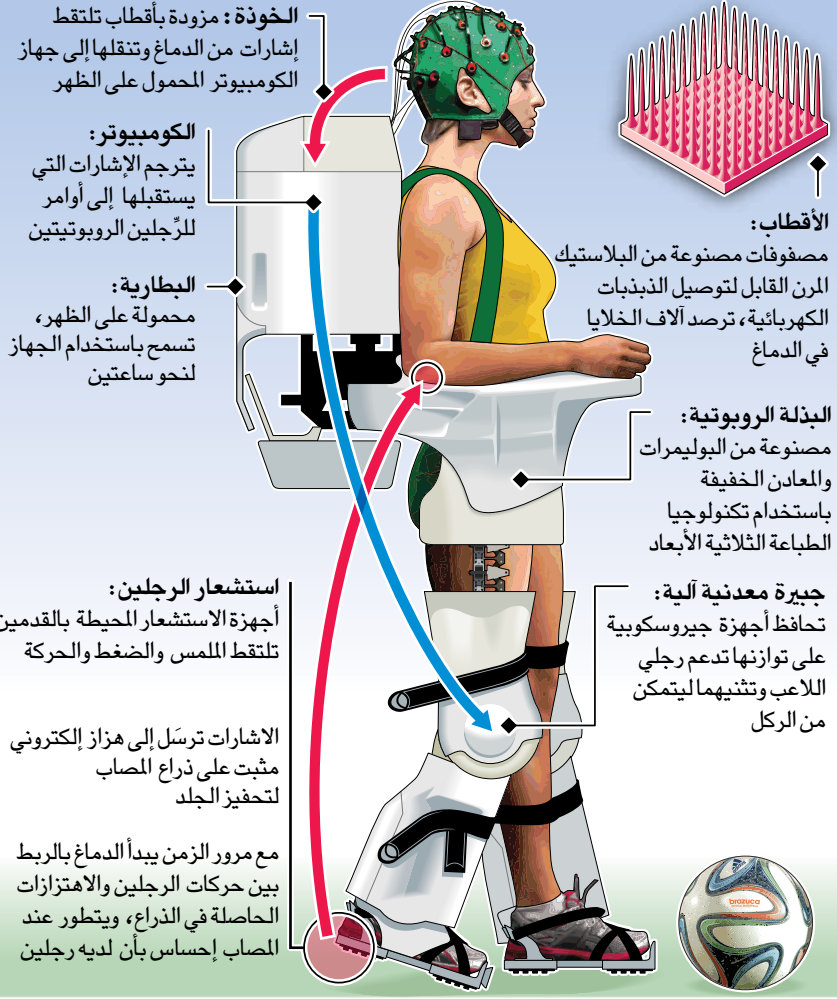 الخوذة: مزودة بأقطاب تلتقط
إشارات من الدماغ وتنقلها إلى جهاز
الكومبيوتر المحمول على الظهر
الكومبيوتر:
يترجم الإشارات التي
يستقبلها إلى أوامر
للرِّجلين الروبوتيتين
البطارية:
محمولة على الظهر،
تسمح باستخدام الجهاز
لنحو ساعتين
الأقطاب:
مصفوفات مصنوعة من البلاستيك
المرن القابل لتوصيل الذبذبات
الكهربائية، ترصد آلاف الخلايا
في الدماغ
البذلة الروبوتية:
مصنوعة من البوليمرات
والمعادن الخفيفة
باستخدام تكنولوجيا
الطباعة الثلاثية الأبعاد
جبيرة معدنية آلية:
تحافظ أجهزة جيروسكوبية
على توازنها تدعم رجلي
اللاعب وتثنيهما ليتمكن
من الركل
استشعار الرجلين:
أجهزة الاستشعار المحيطة بالقدمين
تلتقط الملمس والضغط والحركة
الاشارات ترسَل إلى هزاز إلكتروني
مثبت على ذراع المصاب
لتحفيز الجلد
مع مرور الزمن يبدأ الدماغ بالربط
بين حركات الرجلين والاهتزازات
الحاصلة في الذراع، ويتطور عند
المصاب إحساس بأن لديه رجلين
brazuca